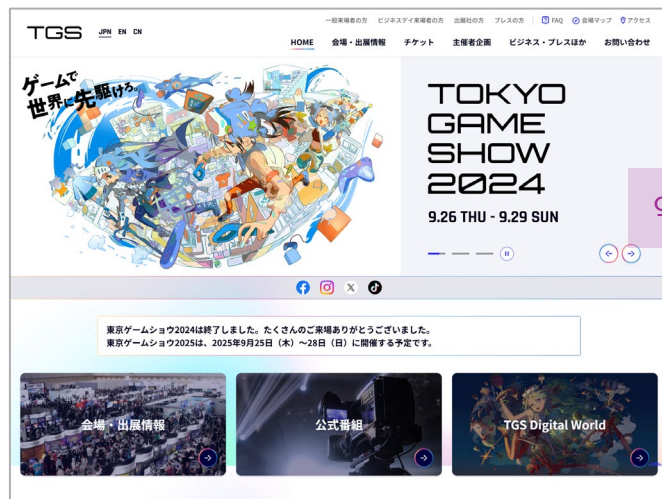 TGS
JPN EN CN
一般来場者の方 ビジネスデイ来場者の方 出展社の方 プレスの方 FAQ 会場マップ アクセス
HOME 会場・出展情報 チケット 主催者企画 ビジネス・プレスほか お問い合わせ
ゲームで
世界に先駆けろ。
TOKYO
GAME
SHOW
2024
9.26 THU - 9.29 SUN
東京ゲームショウ2024は終了しました。たくさんのご来場ありがとうございました。
東京ゲームショウ2025は、2025年9月25日（木）～28日（日）に開催する予定です。
会場・出展情報
公式番組
TGS Digital World